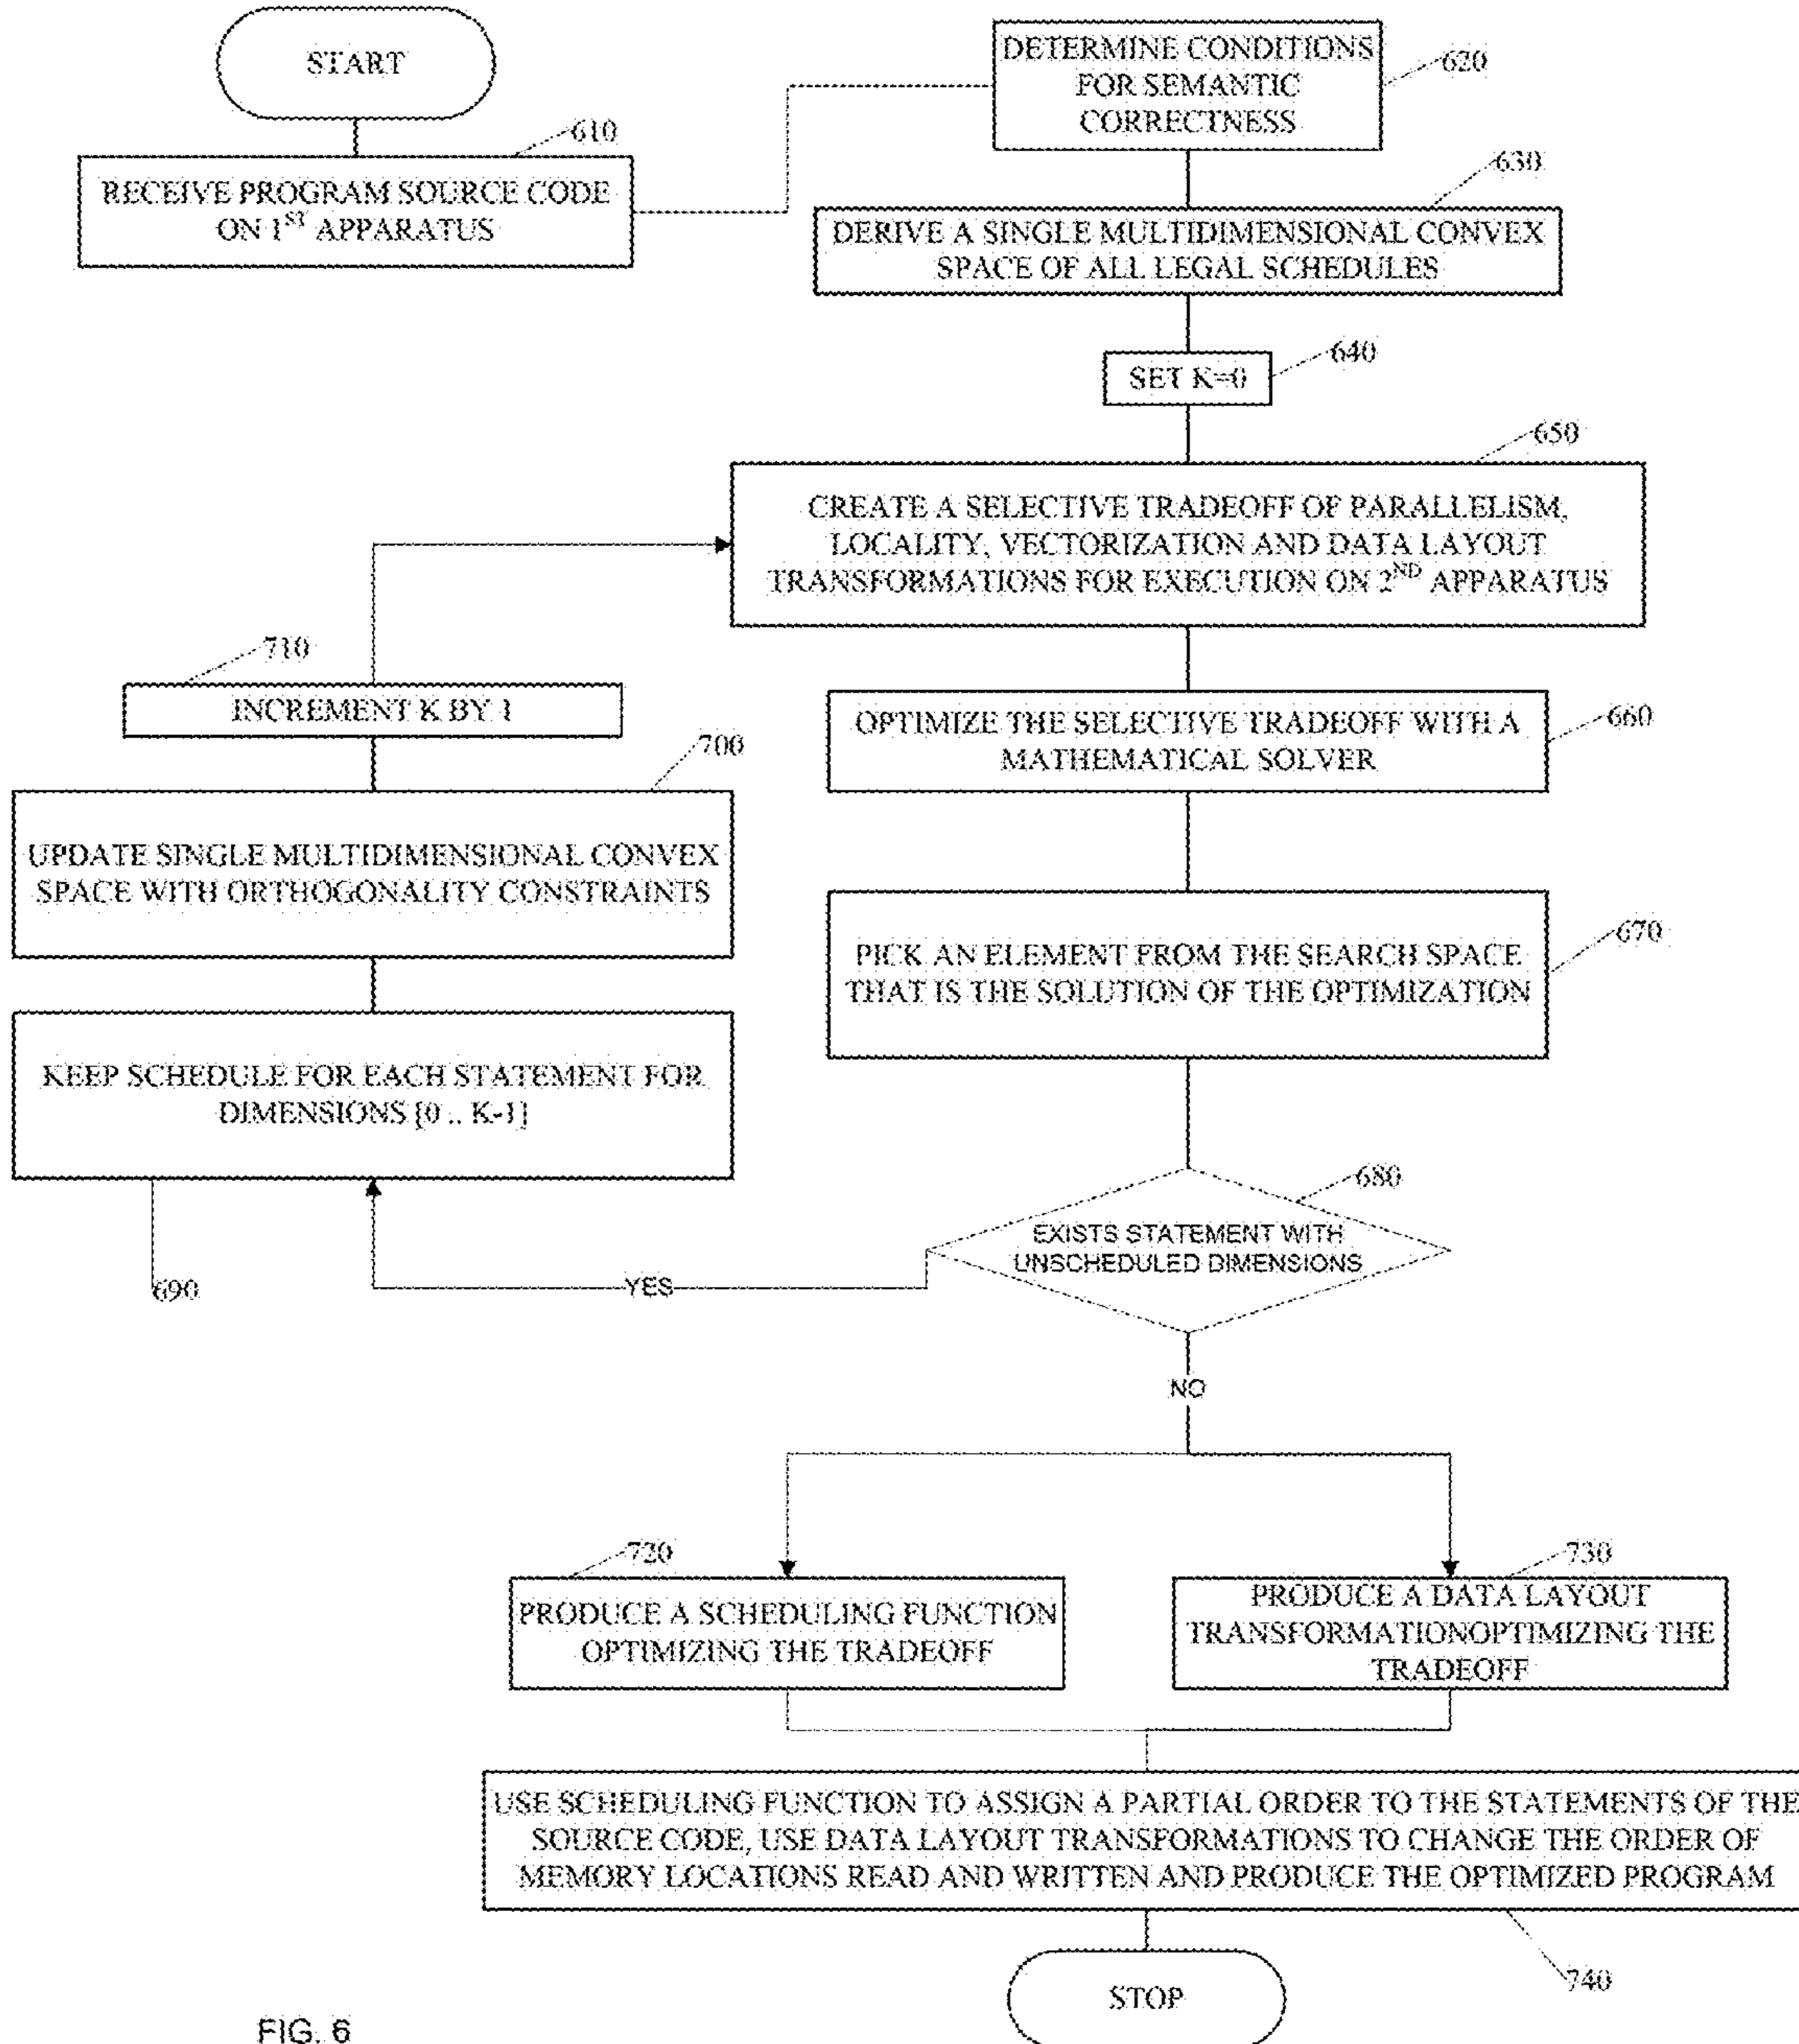 START
610
RECEIVE PROGRAM SOURCE CODE
ON 1ST APPARATUS
DETERMINE CONDITIONS
FOR SEMANTIC
CORRECTNESS
620
630
DERIVE A SINGLE MULTIDIMENSIONAL CONVEX
SPACE OF ALL LEGAL SCHEDULES
640
SET K=0
650
CREATE A SELECTIVE TRADEOFF OF PARALLELISM,
LOCALITY, VECTORIZATION AND DATA LAYOUT
TRANSFORMATIONS FOR EXECUTION ON 2ND APPARATUS
710
INCREMENT K BY 1
OPTIMIZE THE SELECTIVE TRADEOFF WITH A
MATHEMATICAL SOLVER
660
700
UPDATE SINGLE MULTIDIMENSIONAL CONVEX
SPACE WITH ORTHOGONALITY CONSTRAINTS
PICK AN ELEMENT FROM THE SEARCH SPACE
THAT IS THE SOLUTION OF THE OPTIMIZATION
670
KEEP SCHEDULE FOR EACH STATEMENT FOR
DIMENSIONS [0 .. K-1]
690
680
EXISTS STATEMENT WITH
UNSCHEDULED DIMENSIONS
YES
NO
720
PRODUCE A SCHEDULING FUNCTION
OPTIMIZING THE TRADEOFF
730
PRODUCE A DATA LAYOUT
TRANSFORMATIONOPTIMIZING THE
TRADEOFF
USE SCHEDULING FUNCTION TO ASSIGN A PARTIAL ORDER TO THE STATEMENTS OF THE
SOURCE CODE, USE DATA LAYOUT TRANSFORMATIONS TO CHANGE THE ORDER OF
MEMORY LOCATIONS READ AND WRITTEN AND PRODUCE THE OPTIMIZED PROGRAM
740
STOP
FIG. 6